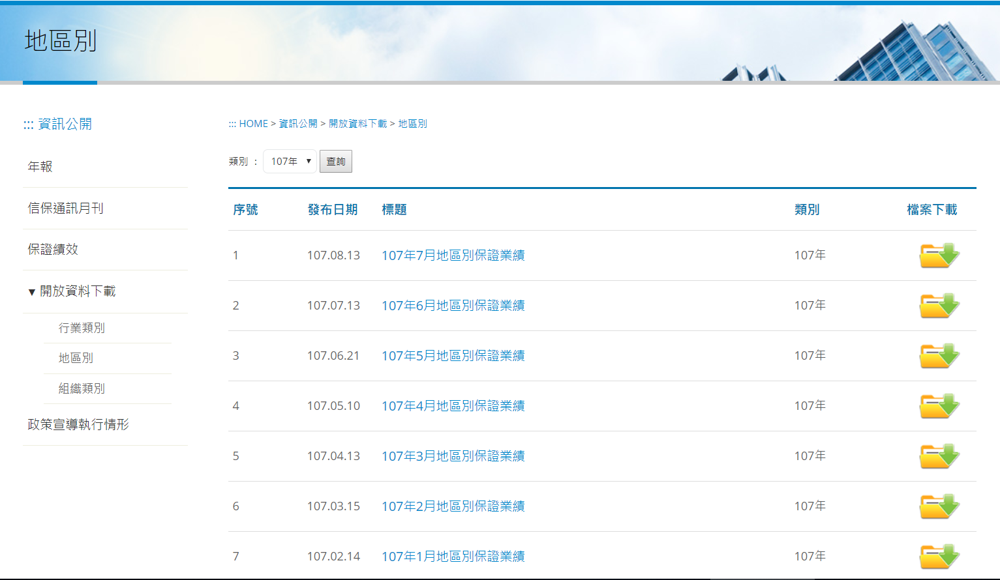 地區別
::: 資訊公開
年報
信保通訊月刊
保證績效
▼ 開放資料下載
行業類別
地區別
組織類別
政策宣導執行情形
::: HOME > 資訊公開 > 開放資料下載 > 地區別
類別 : 107年 ▼ 查詢
序號 發布日期 標題 類別 檔案下載
1 107.08.13 107年7月地區別保證業績 107年
2 107.07.13 107年6月地區別保證業績 107年
3 107.06.21 107年5月地區別保證業績 107年
4 107.05.10 107年4月地區別保證業績 107年
5 107.04.13 107年3月地區別保證業績 107年
6 107.03.15 107年2月地區別保證業績 107年
7 107.02.14 107年1月地區別保證業績 107年